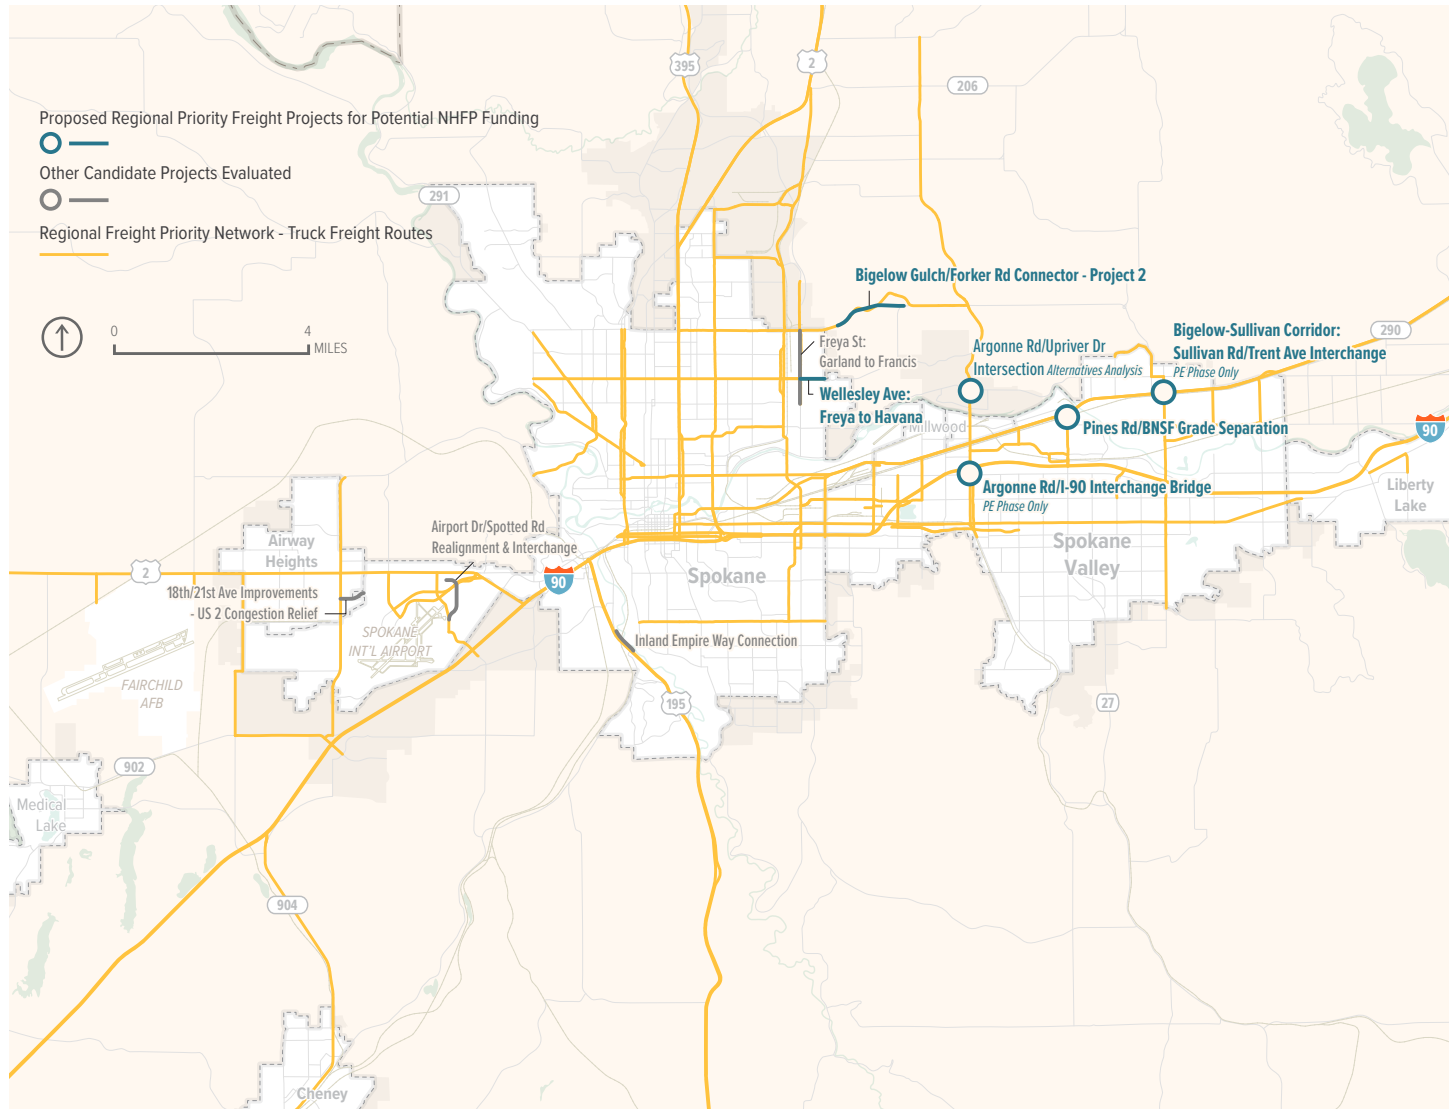 395
2
206
Proposed Regional Priority Freight Projects for Potential NHFP Funding
Other Candidate Projects Evaluated
291
Regional Freight Priority Network - Truck Freight Routes
Bigelow Gulch/Forker Rd Connector - Project 2
0
4
MILES
Freya St:
Garland to Francis
Argonne Rd/Upriver Dr
Intersection Alternatives Analysis
Bigelow-Sullivan Corridor:
Sullivan Rd/Trent Ave Interchange
PE Phase Only
290
Wellesley Ave:
Freya to Havana
Millwood
Pines Rd/BNSF Grade Separation
90
Argonne Rd/I-90 Interchange Bridge
PE Phase Only
Liberty
Lake
Airport Dr/Spotted Rd
Realignment & Interchange
Airway
Heights
Spokane
Valley
2
90
Spokane
18th/21st Ave Improvements
- US 2 Congestion Relief
SPOKANE
INT'L AIRPORT
Inland Empire Way Connection
FAIRCHILD
AFB
195
27
902
Medical
Lake
904
Cheney